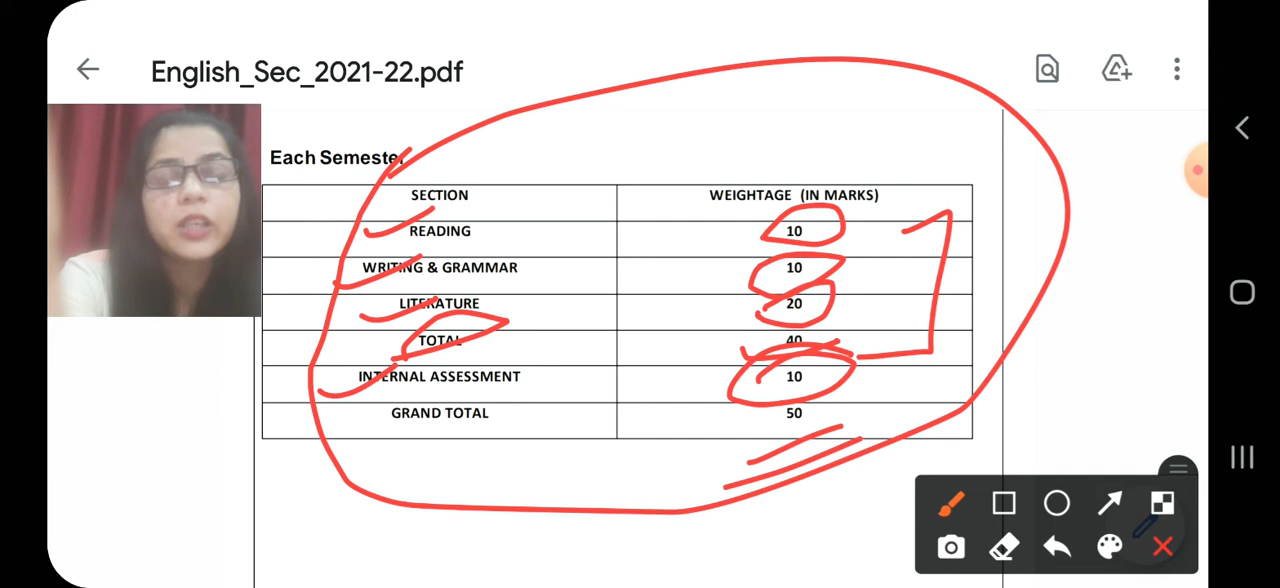 English_Sec_2021-22.pdf
Each Semester
SECTION WEIGHTAGE (IN MARKS)
READING 10
WRITING & GRAMMAR 10
LITERATURE 20
TOTAL 40
INTERNAL ASSESSMENT 10
GRAND TOTAL 50